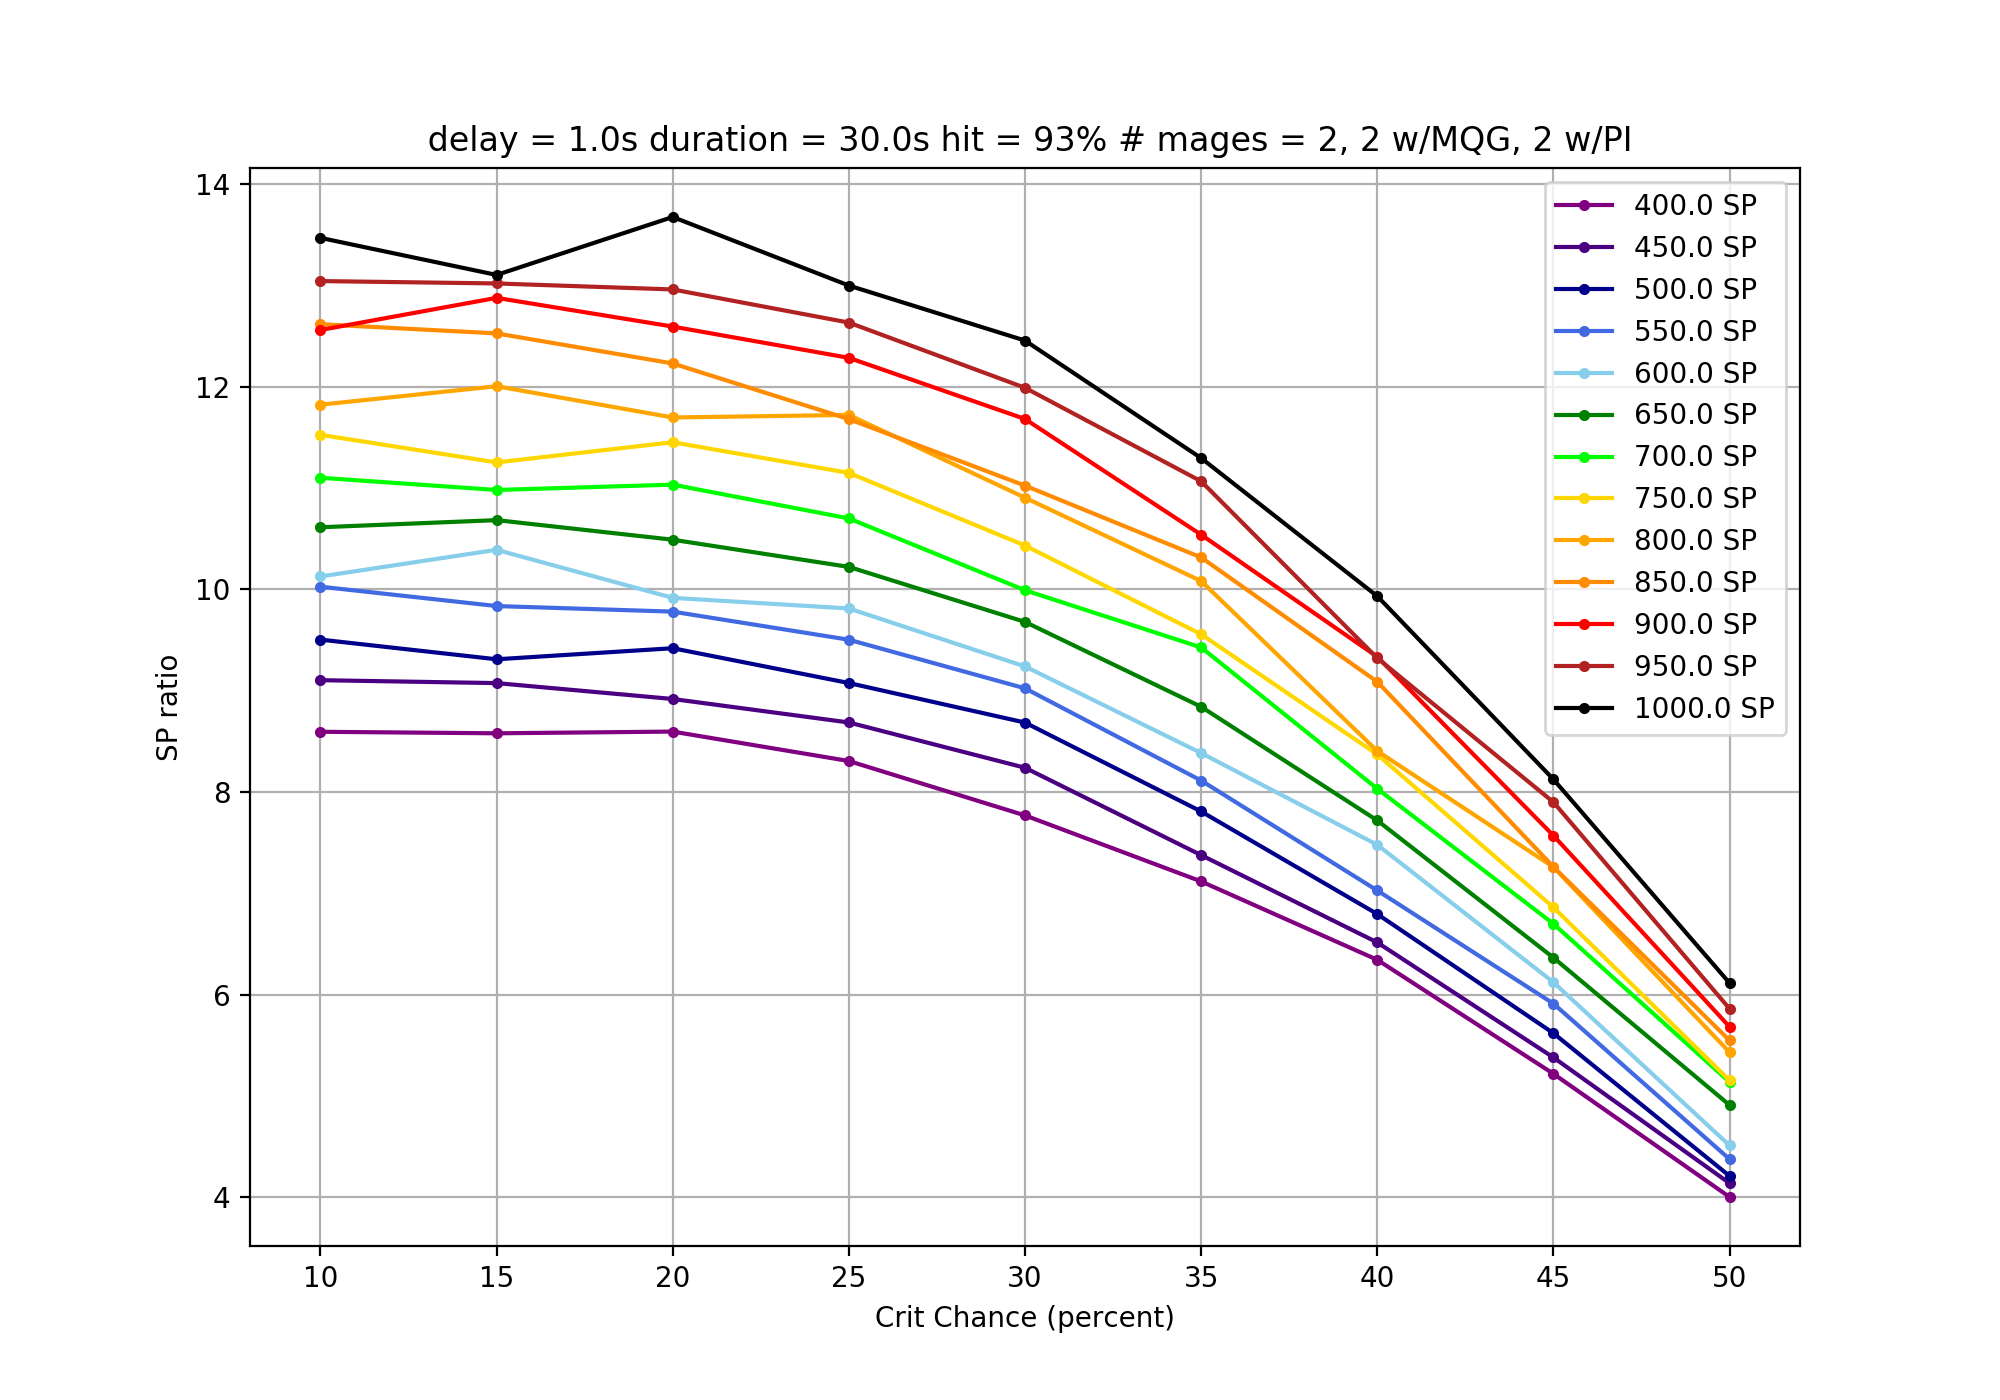 delay = 1.0s duration = 30.0s hit = 93% # mages = 2, 2 w/MQG, 2 w/PI
14
12
10
8
6
4
SP ratio
400.0 SP
450.0 SP
500.0 SP
550.0 SP
600.0 SP
650.0 SP
700.0 SP
750.0 SP
800.0 SP
850.0 SP
900.0 SP
950.0 SP
1000.0 SP
10 15 20 25 30 35 40 45 50
Crit Chance (percent)